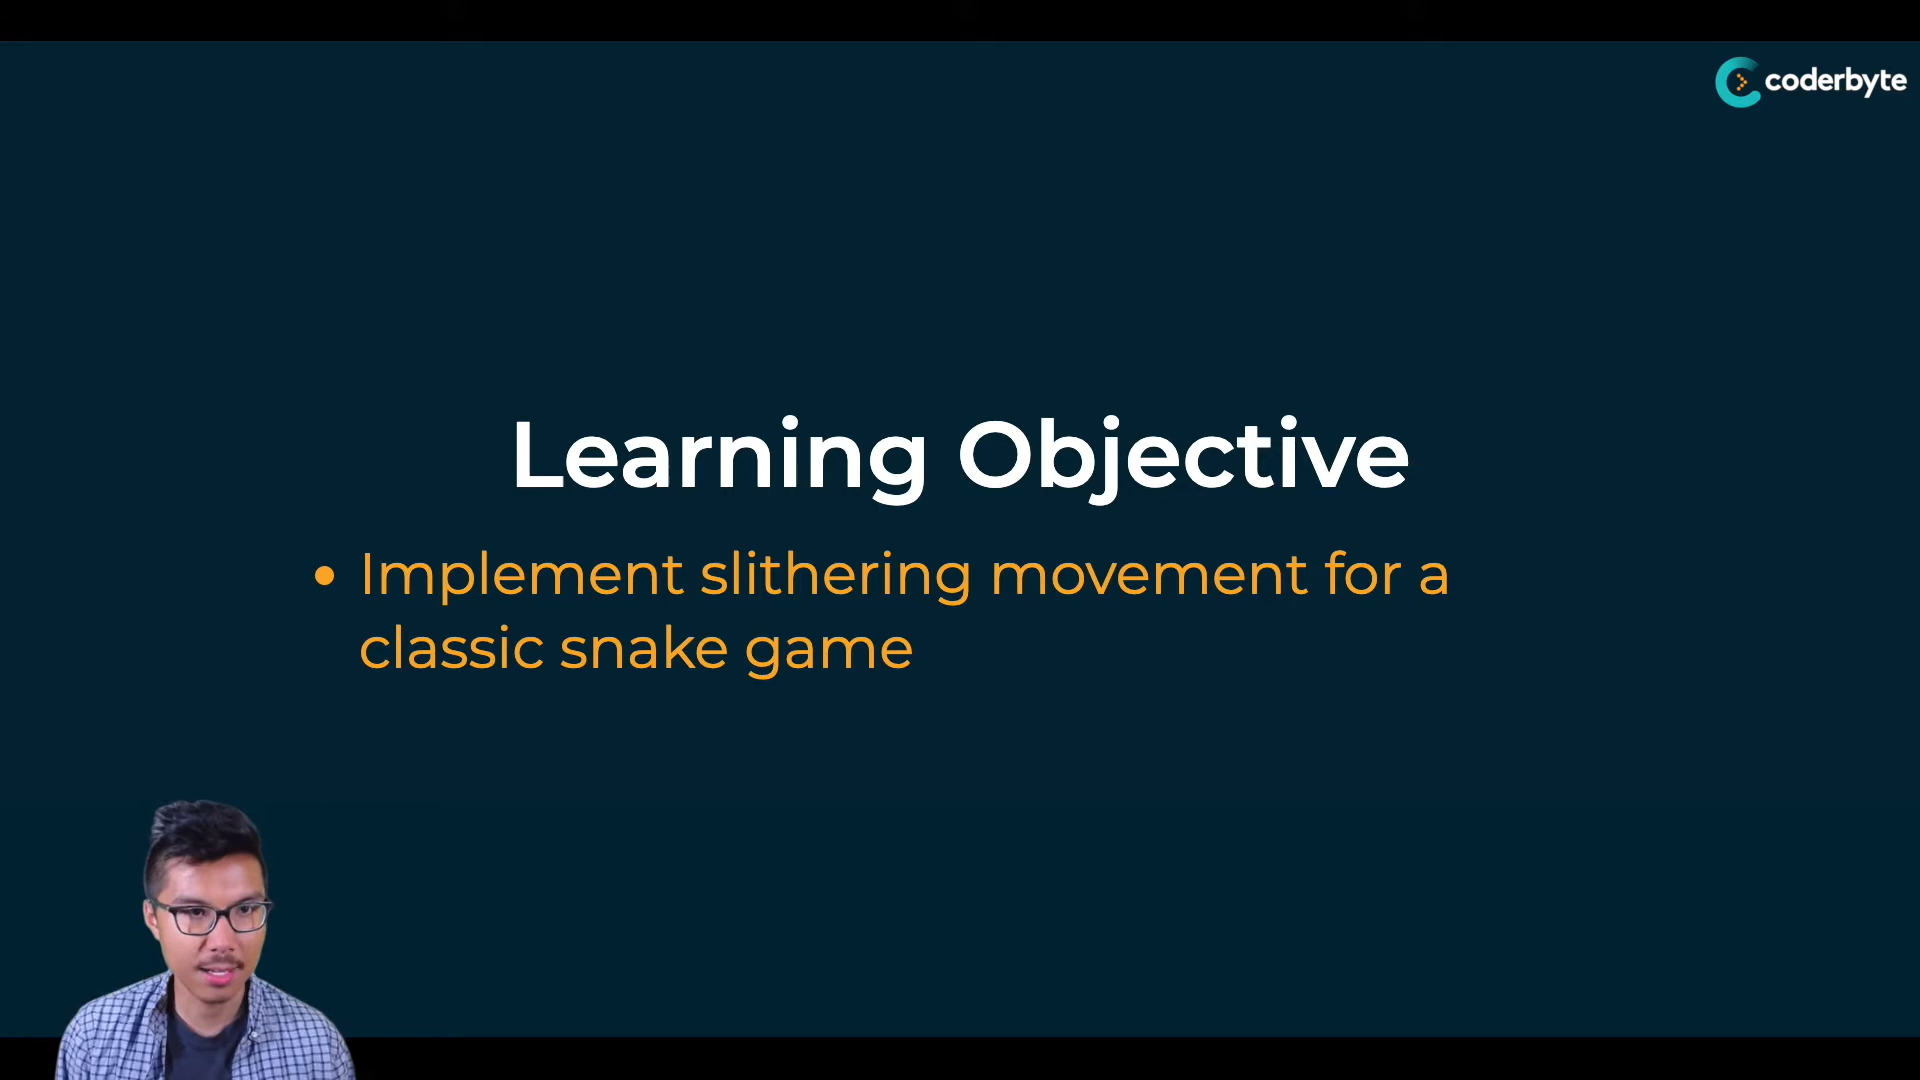 coderbyte
Learning Objective
• Implement slithering movement for a
classic snake game